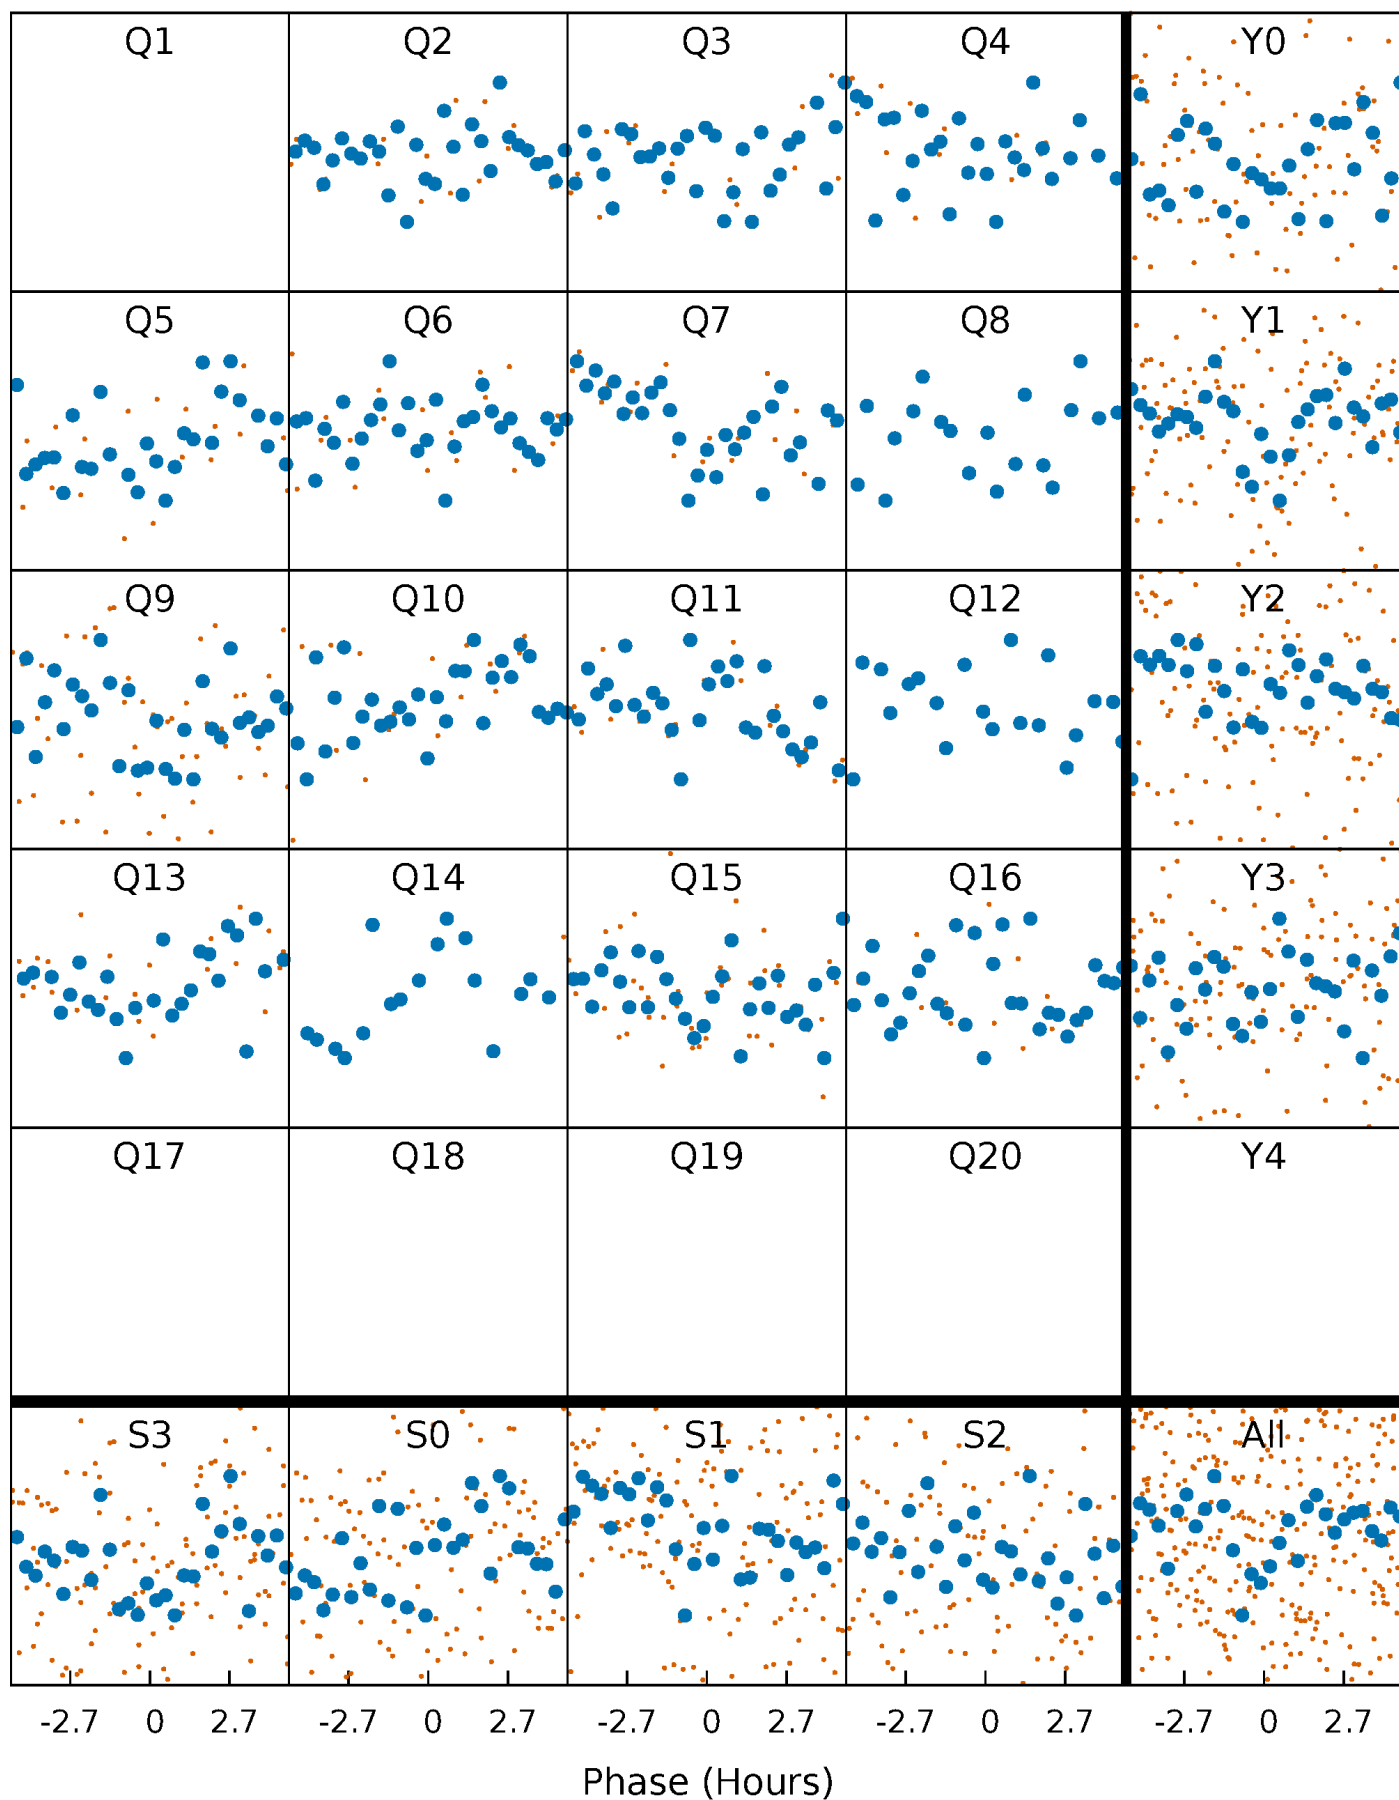 Q1 Q2 Q3 Q4 Y0
Q5 Q6 Q7 Q8 Y1
Q9 Q10 Q11 Q12 Y2
Q13 Q14 Q15 Q16 Y3
Q17 Q18 Q19 Q20 Y4
S3 S0 S1 S2 All
-2.7 0 2.7 -2.7 0 2.7 -2.7 0 2.7 -2.7 0 2.7 -2.7 0 2.7
Phase (Hours)